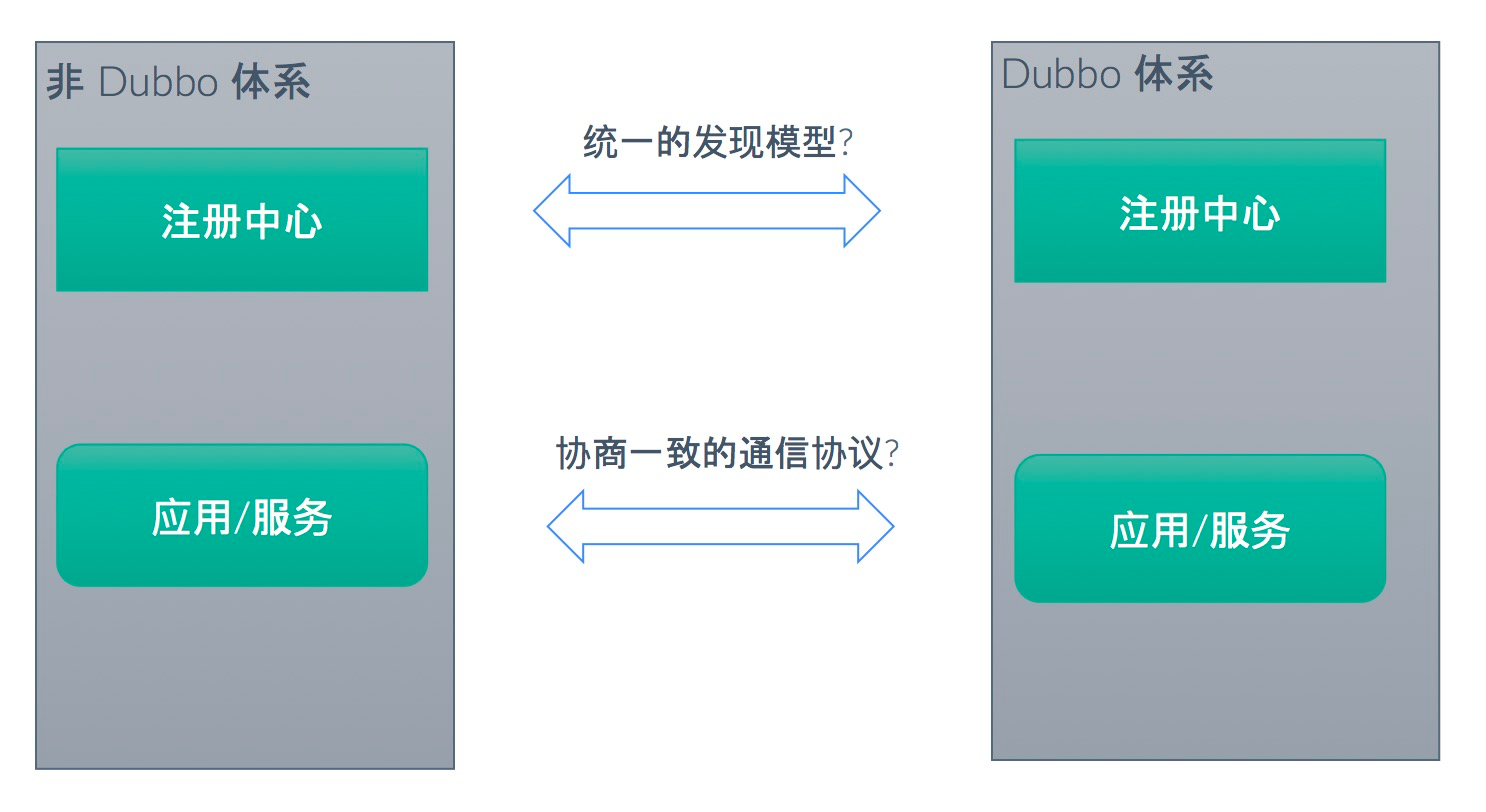 非 Dubbo 体系
注册中心
应用/服务
统一的发现模型?
协商一致的通信协议?
Dubbo 体系
注册中心
应用/服务